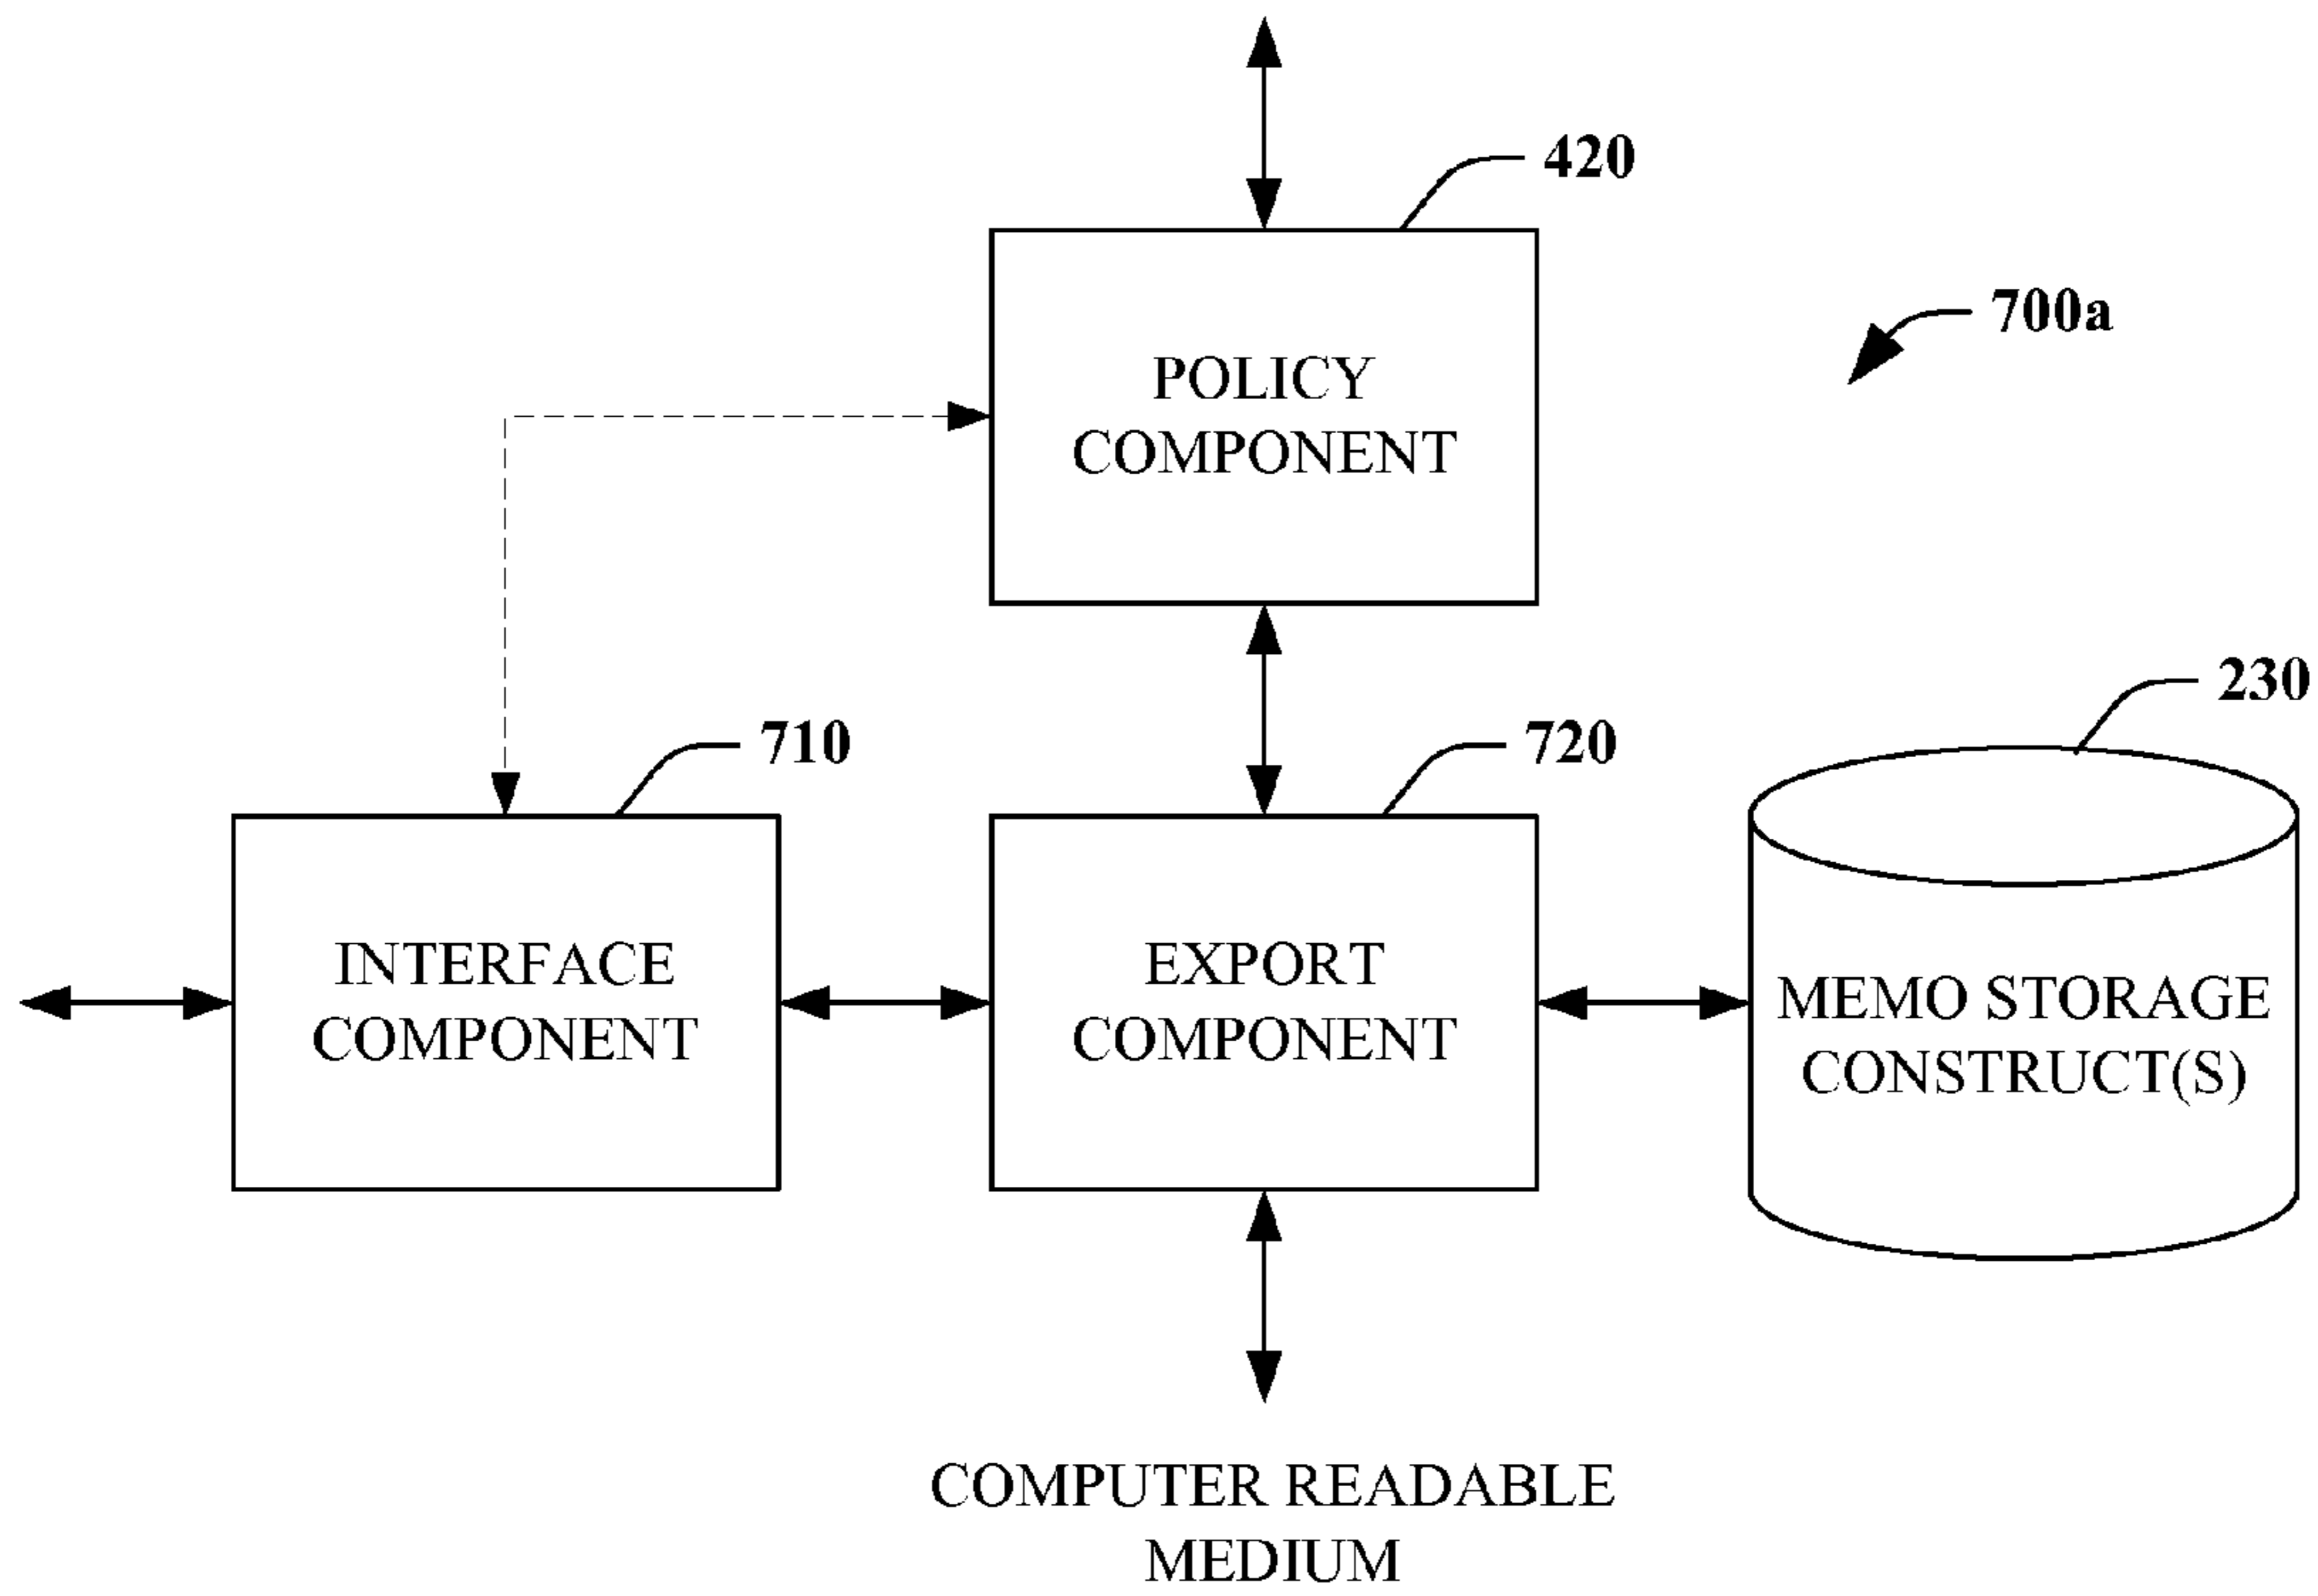 420
POLICY
COMPONENT
700a
230
710
720
INTERFACE
COMPONENT
EXPORT
COMPONENT
MEMO STORAGE
CONSTRUCT(S)
COMPUTER READABLE
MEDIUM